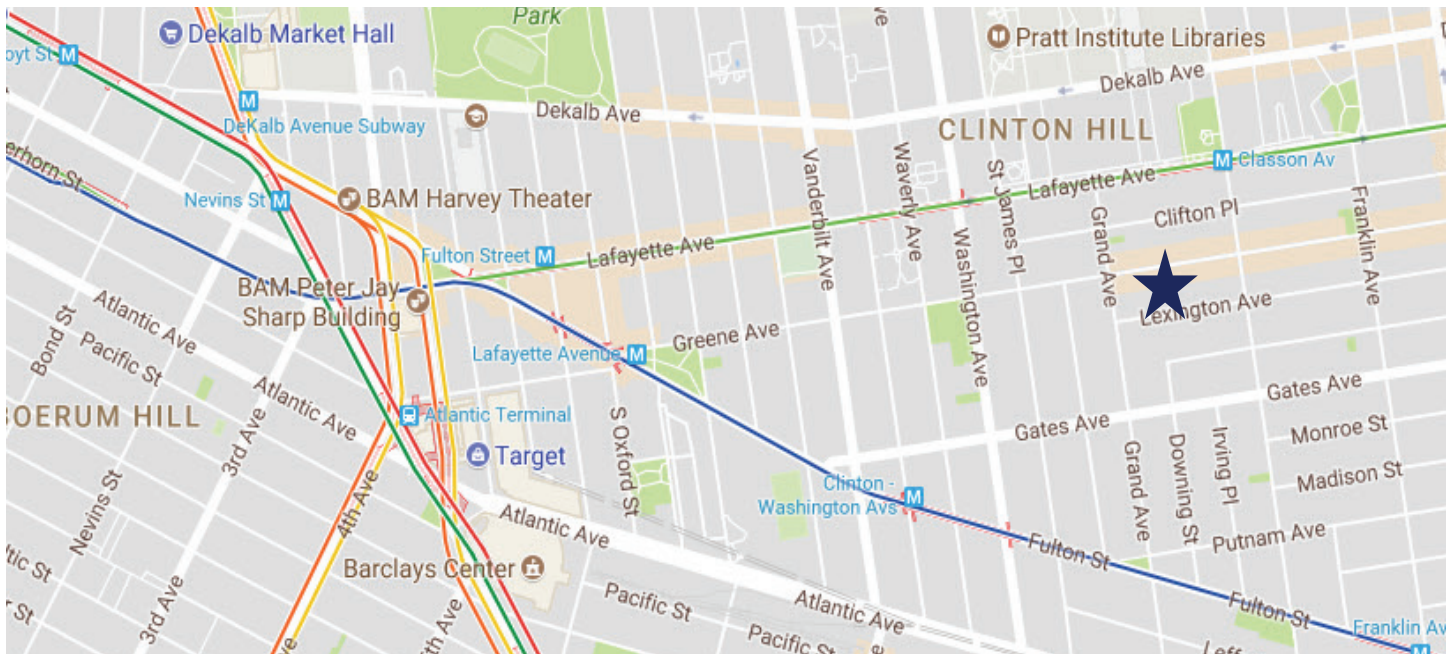 Park
Ve
Dekalb Market Hall
Pratt Institute Libraries
oyt St
M
Dekalb Ave
M
DeKalb Avenue Subway
Dekalb Ave
CLINTON HILL
erhorn St
Nevins St M
BAM Harvey Theater
Vanderbilt Ave
Waverly Ave
St James Pl
Lafayette Ave
M Classon Av
Clifton Pl
Grand Ave
Franklin Ave
Fulton Street M
Lafayette Ave
Washington Ave
BAM Peter Jay
Sharp Building
Lexington Ave
Atlantic Ave
Bond St
Pacific St
Greene Ave
Lafayette Avenue M
Atlantic Ave
Gates Ave
BOERUM HILL
Atlantic Terminal
S Oxford St
Gates Ave
Monroe St
3rd Ave
Target
Grand Ave
Downing St
Irving Pl
Madison St
Nevins St
4th Ave
Clinton -
Washington Avs
M
Atlantic Ave
Putnam Ave
Fulton St
Barclays Center
ntic St
3rd Ave
Pacific St
Atlantic Ave
Fulton St
Pacific St
Franklin Av
M
Leff